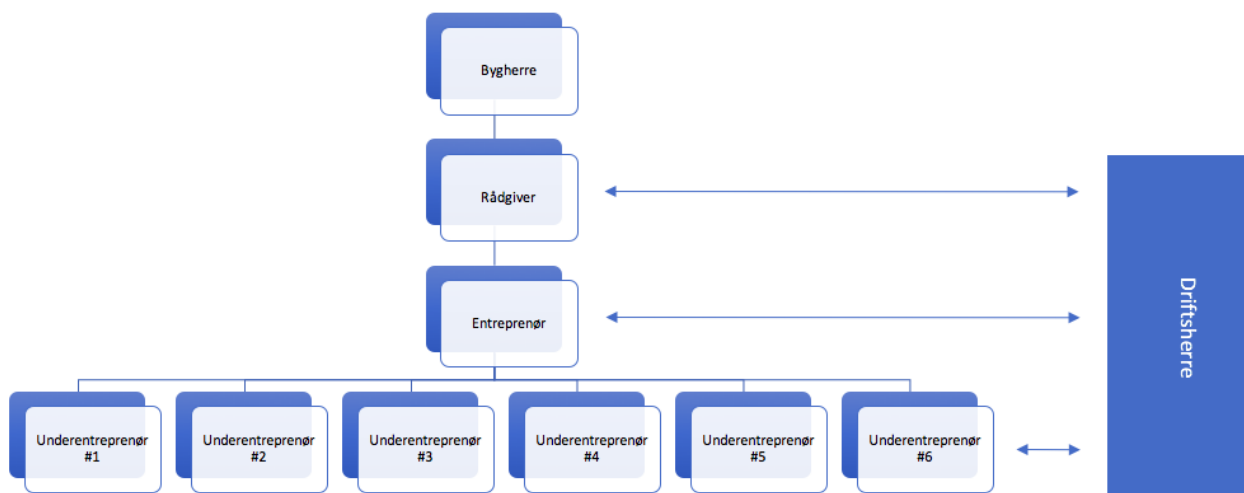 Bygherre
Rådgiver
Entreprenør
Driftsherre
Underentreprenør
#1
Underentreprenør
#2
Underentreprenør
#3
Underentreprenør
#4
Underentreprenør
#5
Underentreprenør
#6